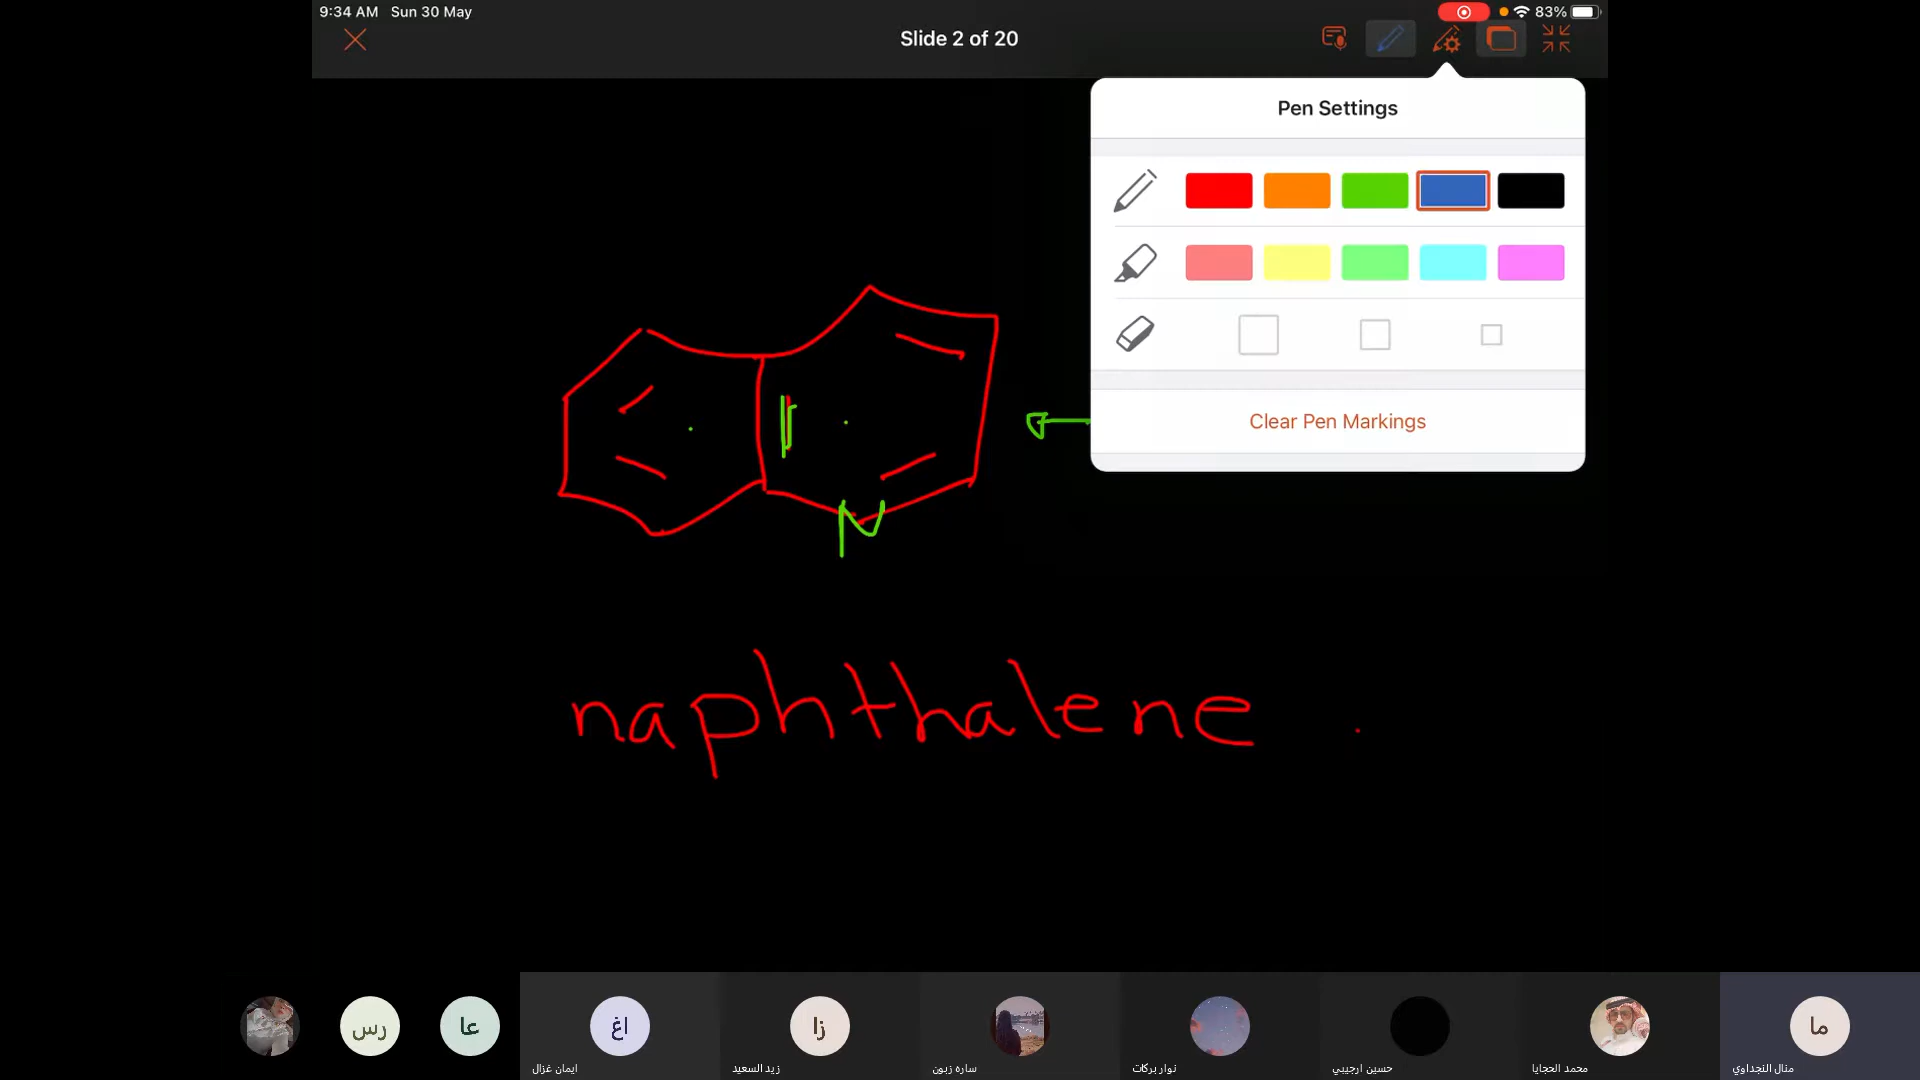 9:34 AM Sun 30 May
83%
Slide 2 of 20
Pen Settings
Clear Pen Markings
N
naphthalene .
رس
عا
اغ
زا
ما
ايمان غزال
زيد السعيد
ساره زبون
نوار بركات
حسين ارجيبي
محمد الحجايا
منال النجداوي